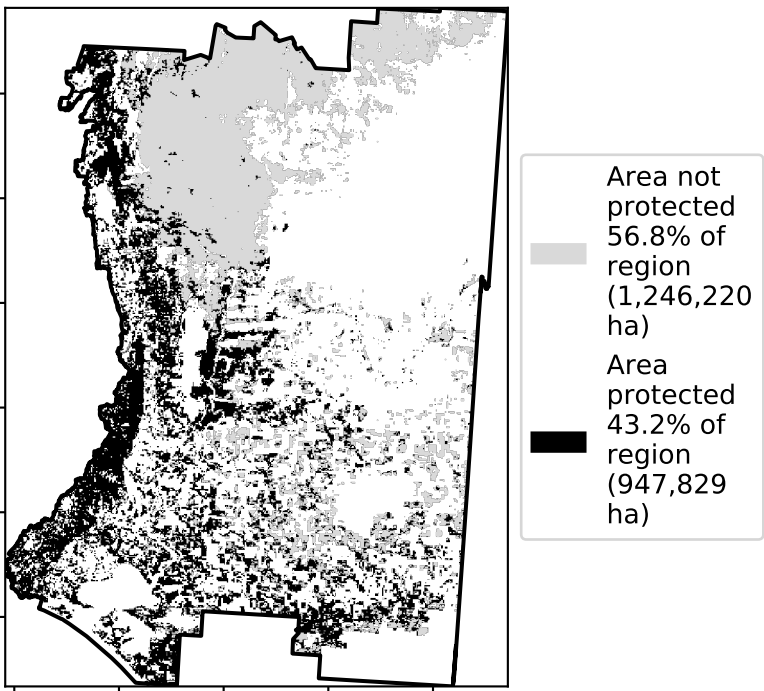 Area not
protected
56.8% of
region
(1,246,220
ha)
Area
protected
43.2% of
region
(947,829
ha)